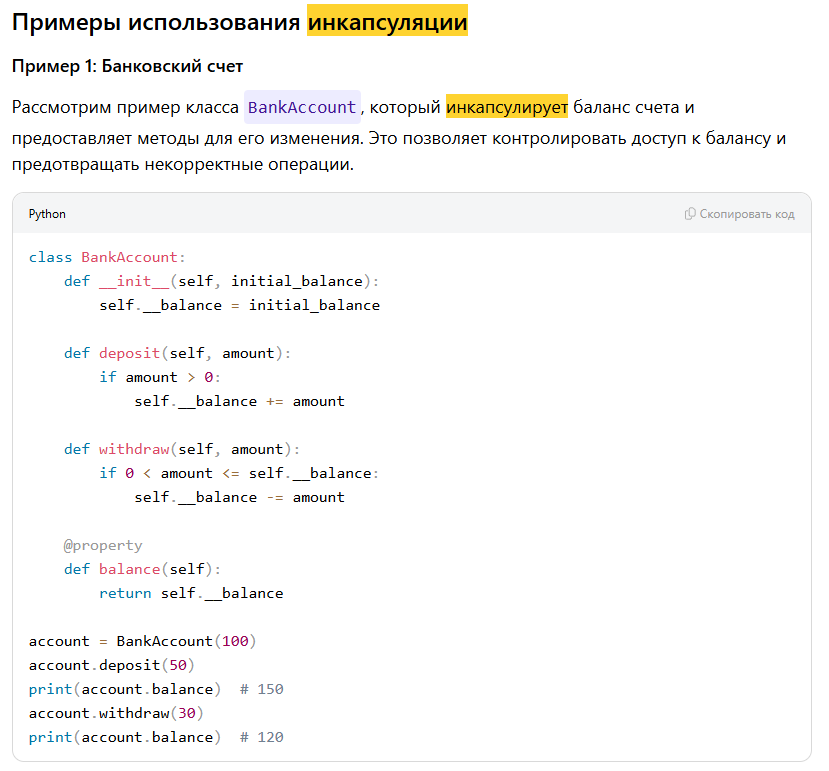 Примеры использования инкапсуляции
Пример 1: Банковский счет
Рассмотрим пример класса BankAccount, который инкапсулирует баланс счета и
предоставляет методы для его изменения. Это позволяет контролировать доступ к балансу и
предотвращать некорректные операции.
Python
Скопировать код
class BankAccount:
    def __init__(self, initial_balance):
        self.__balance = initial_balance

    def deposit(self, amount):
        if amount > 0:
            self.__balance += amount

    def withdraw(self, amount):
        if 0 < amount <= self.__balance:
            self.__balance -= amount

    @property
    def balance(self):
        return self.__balance

account = BankAccount(100)
account.deposit(50)
print(account.balance)  # 150
account.withdraw(30)
print(account.balance)  # 120